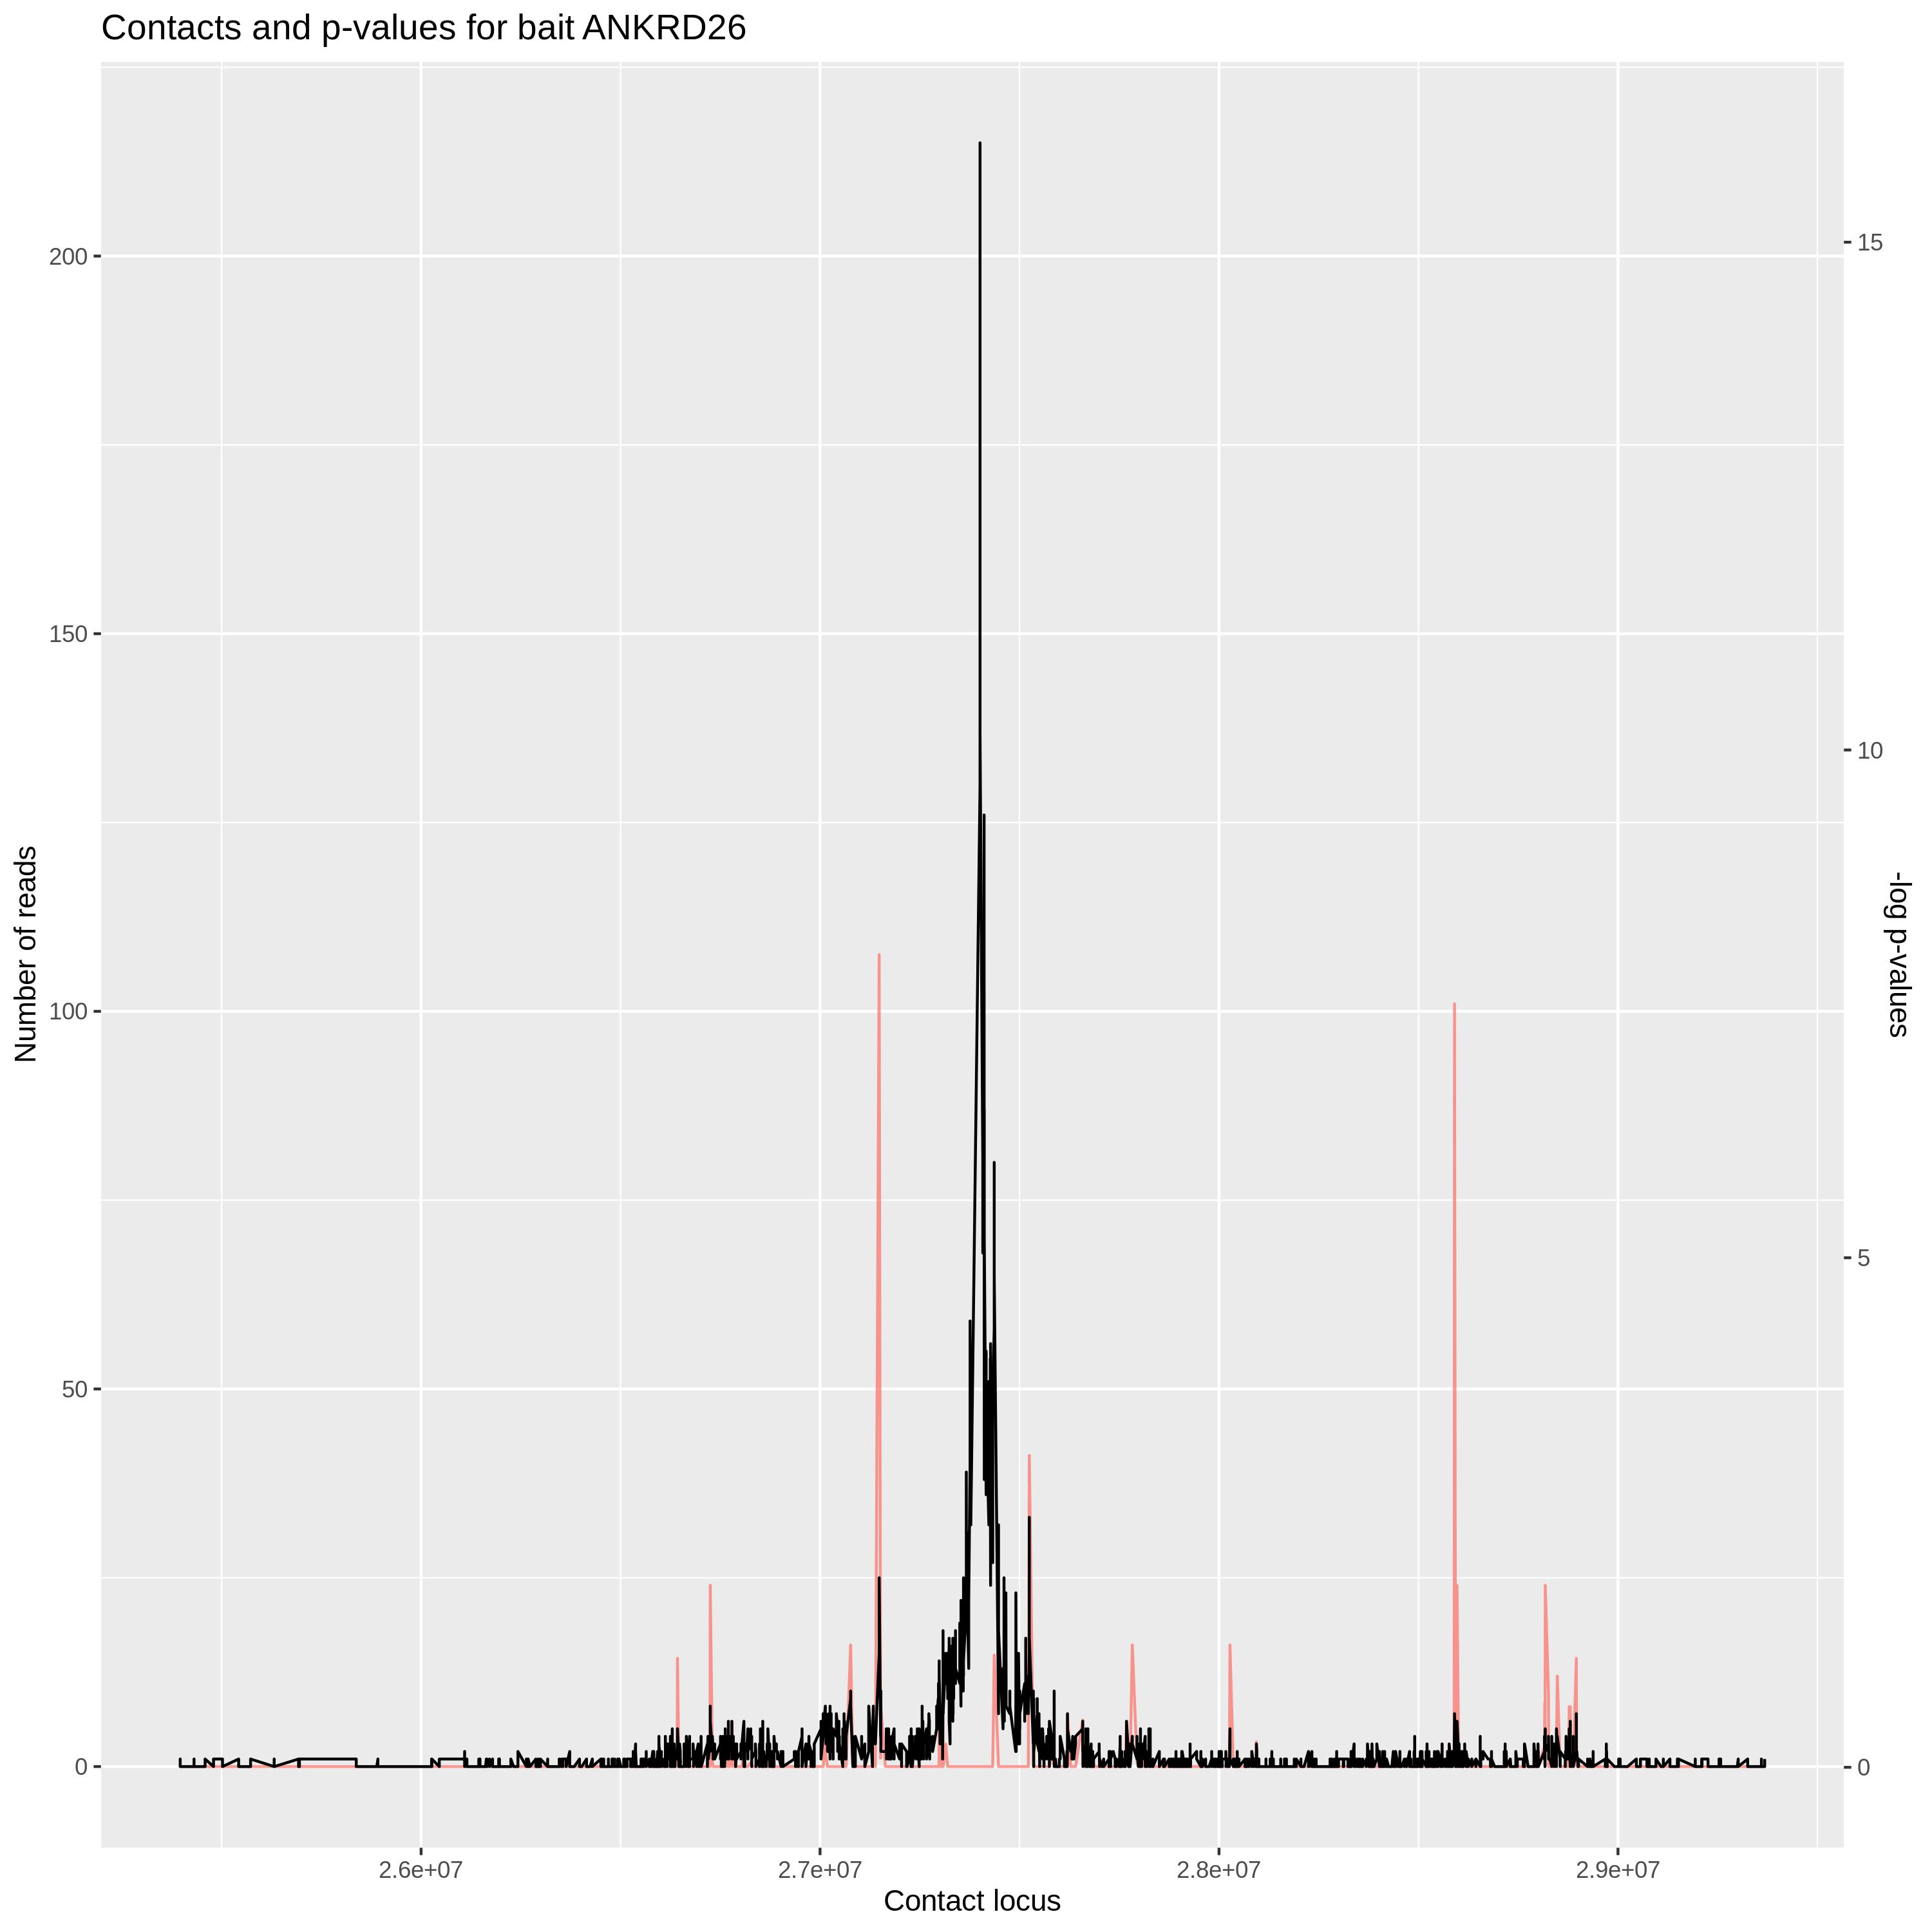 Contacts and p-values for bait ANKRD26
200
150
100
50
0
Number of reads
15
10
5
0
-log p-values
2.6e+07
2.7e+07
2.8e+07
2.9e+07
Contact locus